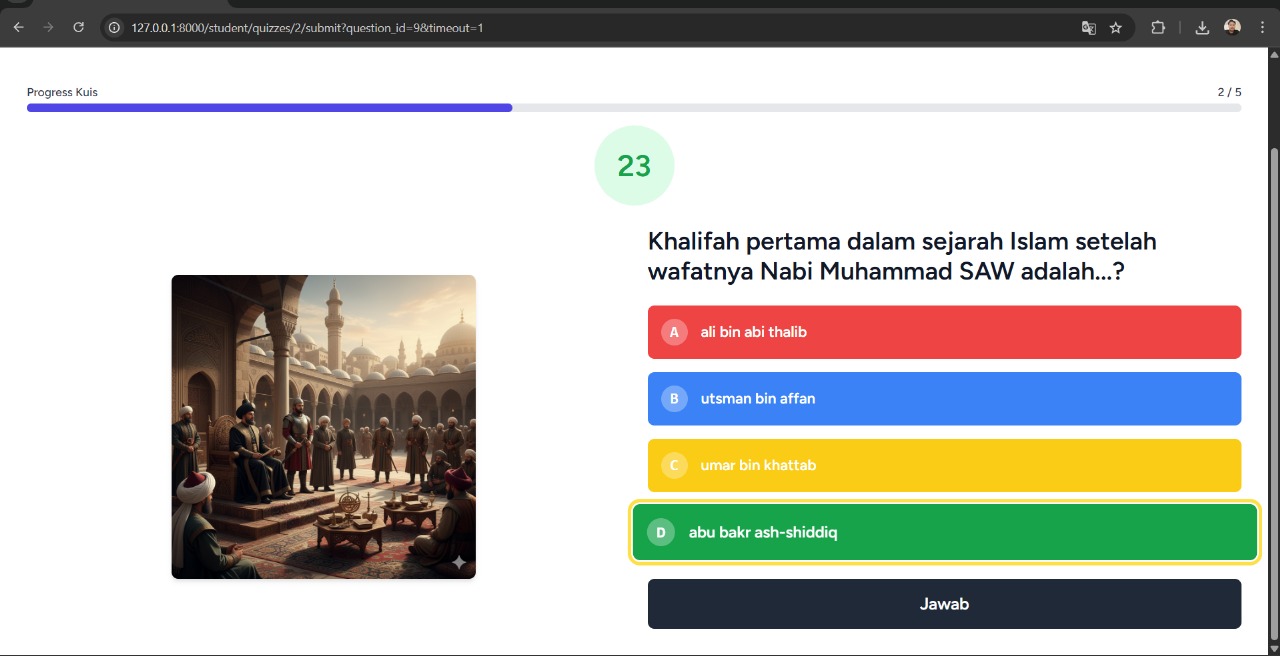 127.0.0.1:8000/student/quizzes/2/submit?question_id=9&timeout=1
Progress Kuis
2 / 5
23
Khalifah pertama dalam sejarah Islam setelah
wafatnya Nabi Muhammad SAW adalah...?
A ali bin abi thalib
B utsman bin affan
C umar bin khattab
D abu bakr ash-shiddiq
Jawab